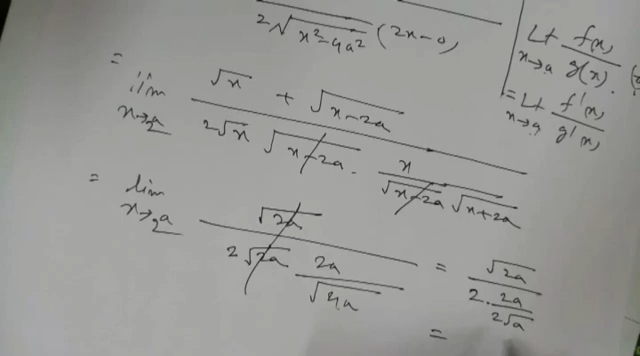 2√(x²-4a²) (2x-0)
Lt x→a f(x) / g(x).
= Lt x→a f'(x) / g'(x)
= lim x→2a (√x + √(x-2a)) / (2√x √(x-2a) · x / (√(x-2a) √(x+2a)))
= lim x→2a √2a / (2√2a · 2a / √4a) = √2a / (2 · 2a / 2√a)
=